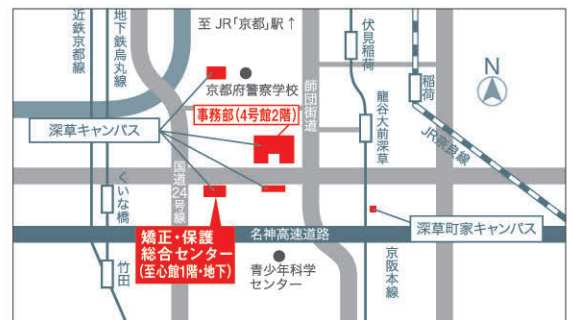 近鉄京都線
地下鉄烏丸線
至 JR「京都」駅↑
伏見稲荷
稲荷
N
京都府警察学校
師団街道
事務部(4号館2階)
深草キャンパス
龍谷大前深草
JR奈良線
国道24号線
くいな橋
深草町家キャンパス
矯正・保護
総合センター
(至心館1階・地下)
名神高速道路
竹田
青少年科学
センター
京阪本線